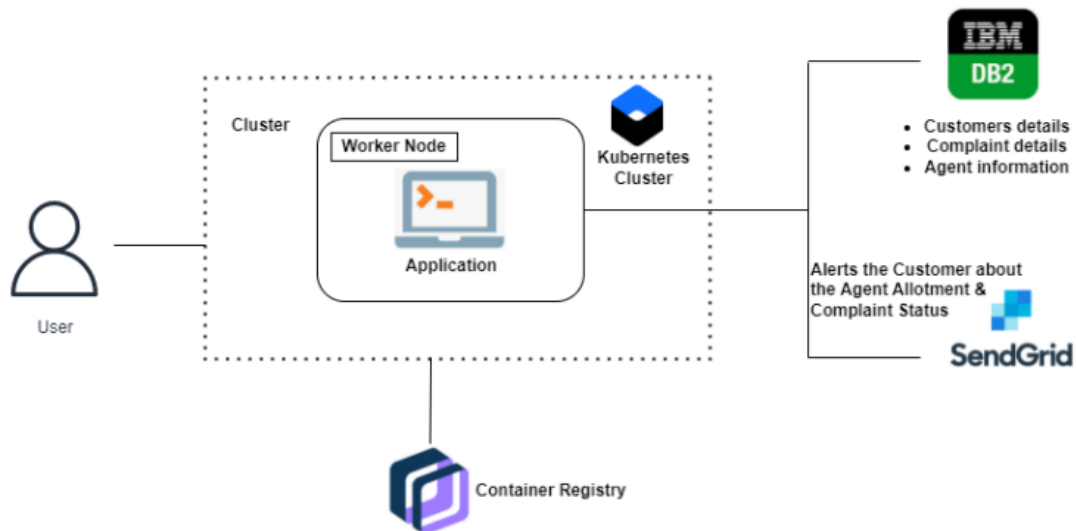 IBM
DB2
Customers details
Complaint details
Agent information
Cluster
Worker Node
Kubernetes
Cluster
Application
User
Alerts the Customer about
the Agent Allotment &
Complaint Status
SendGrid
Container Registry